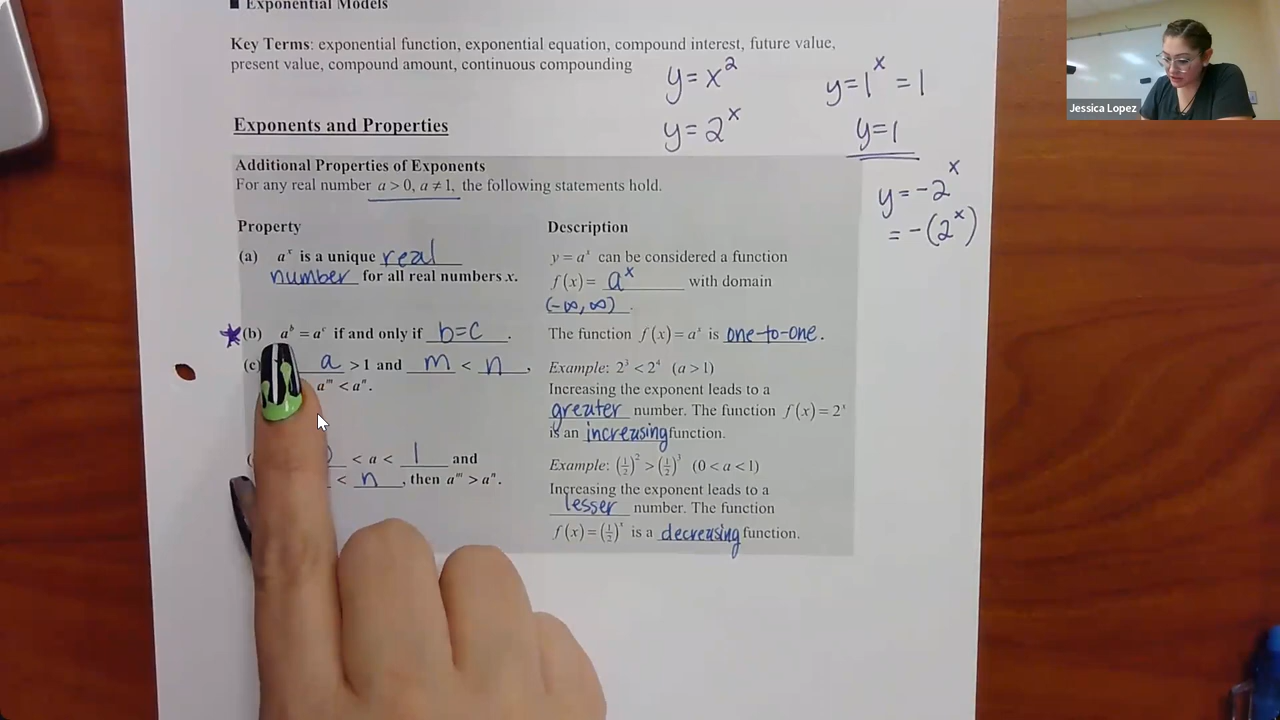 Exponential Models
Key Terms: exponential function, exponential equation, compound interest, future value,
present value, compound amount, continuous compounding
y = x²
y = 2ˣ
y = 1ˣ = 1
y = 1
y = -2ˣ
= -(2ˣ)
Exponents and Properties
Additional Properties of Exponents
For any real number a > 0, a ≠ 1, the following statements hold.
Property
(a) aˣ is a unique real
number for all real numbers x.
(b) aᵇ = aᶜ if and only if b=c.
(c) a > 1 and m < n,
aᵐ < aⁿ.
< a < 1 and
< n, then aᵐ > aⁿ.
Description
y = aˣ can be considered a function
f(x) = aˣ with domain
(-∞, ∞).
The function f(x) = aˣ is one-to-one.
Example: 2³ < 2⁴ (a > 1)
Increasing the exponent leads to a
greater number. The function f(x) = 2ˣ
is an increasing function.
Example: (1/2)² > (1/2)³ (0 < a < 1)
Increasing the exponent leads to a
lesser number. The function
f(x) = (1/2)ˣ is a decreasing function.
Jessica Lopez